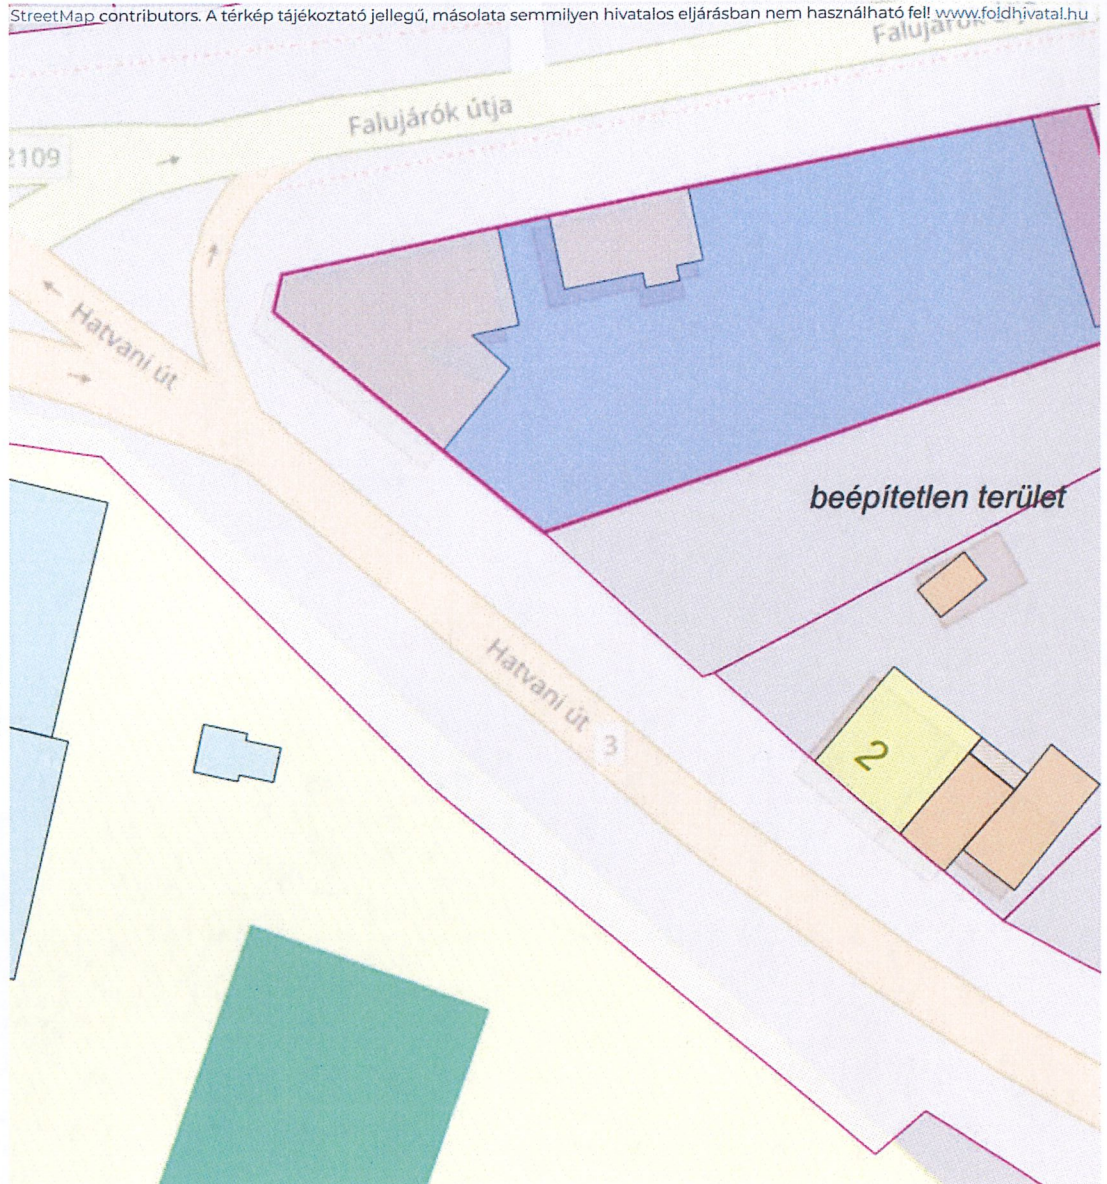 StreetMap contributors. A térkép tájékoztató jellegű, másolata semmilyen hivatalos eljárásban nem használható fel! www.foldhivatal.hu
Falujárók
Falujárók útja
2109
Hatvani út
beépítetlen terület
Hatvani út
3
2